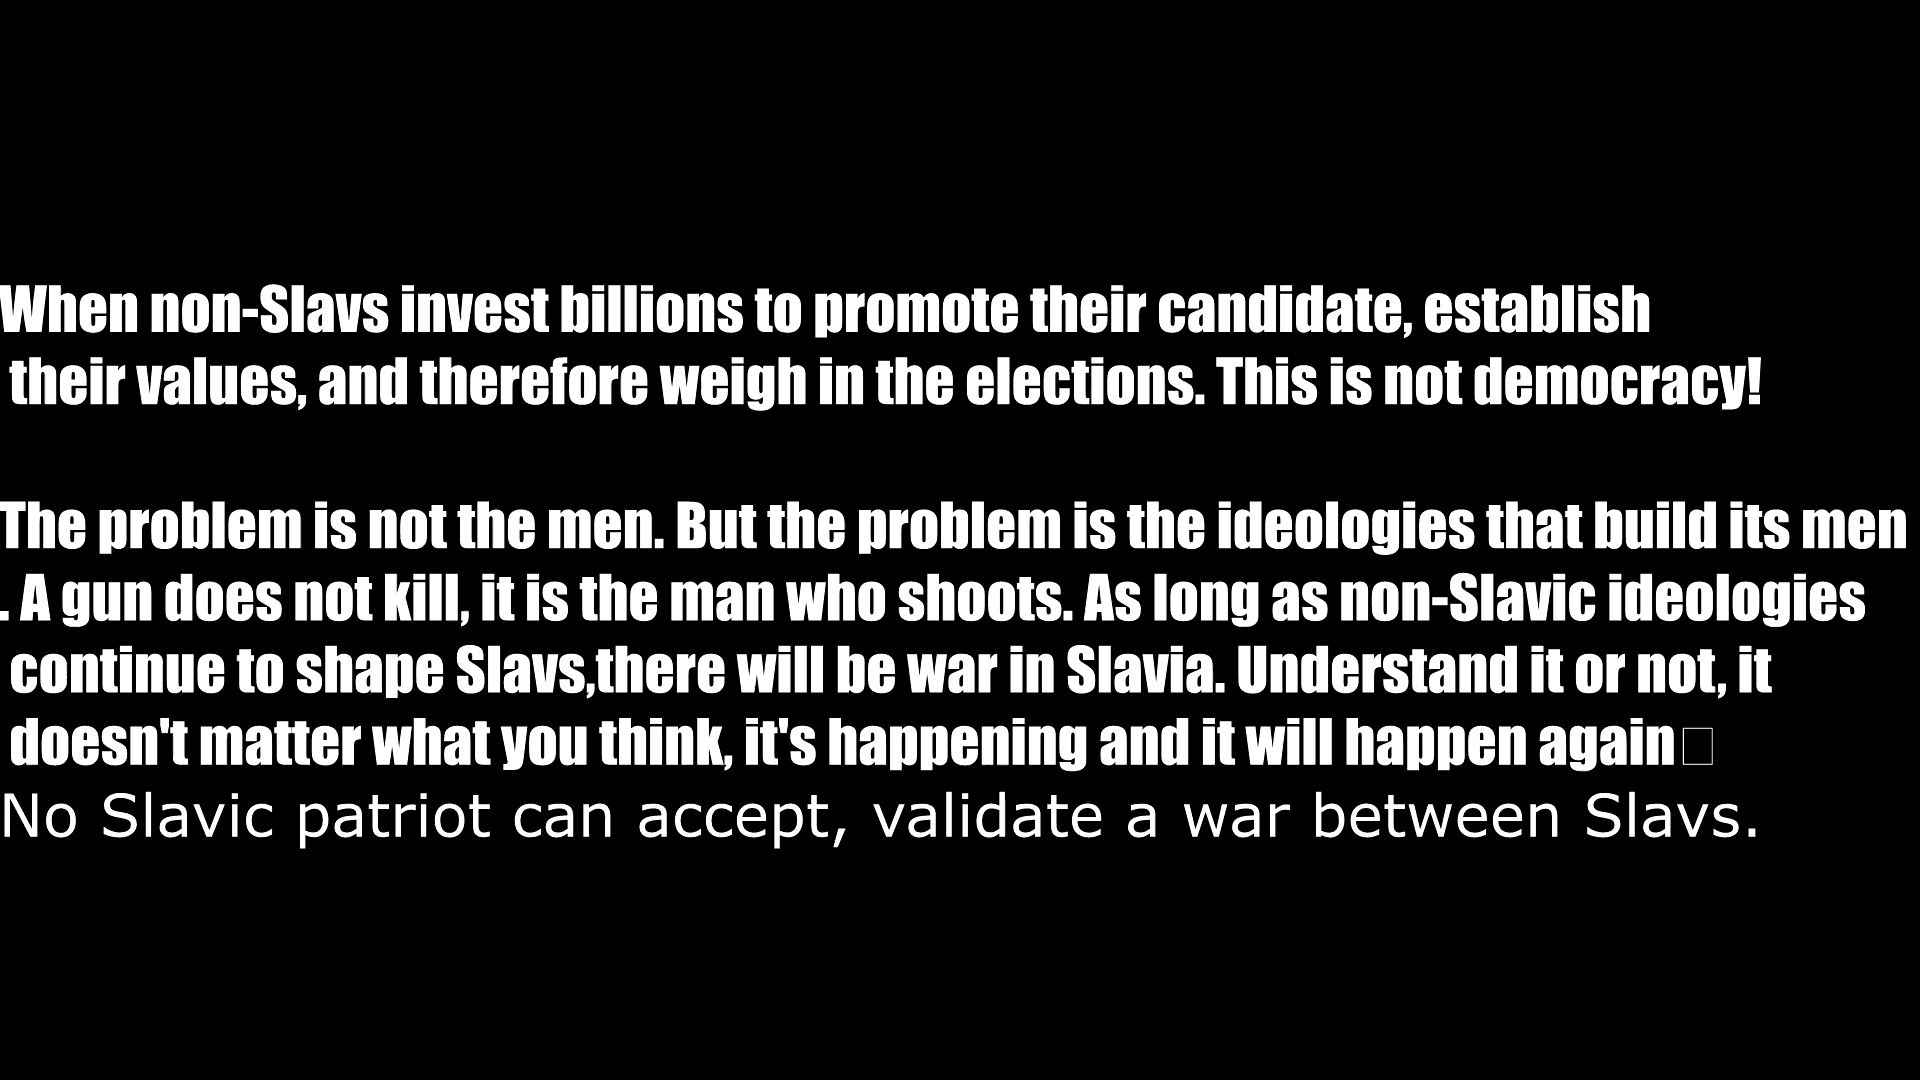 When non-Slavs invest billions to promote their candidate, establish
their values, and therefore weigh in the elections. This is not democracy!
The problem is not the men. But the problem is the ideologies that build its men
. A gun does not kill, it is the man who shoots. As long as non-Slavic ideologies
continue to shape Slavs,there will be war in Slavia. Understand it or not, it
doesn't matter what you think, it's happening and it will happen again□
No Slavic patriot can accept, validate a war between Slavs.